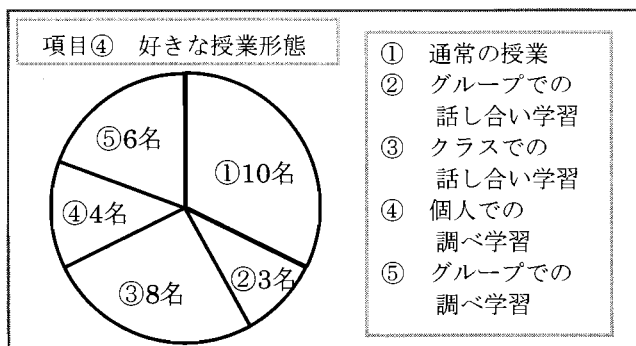 項目④ 好きな授業形態
①10名
②3名
③8名
④4名
⑤6名
① 通常の授業
② グループでの
話し合い学習
③ クラスでの
話し合い学習
④ 個人での
調べ学習
⑤ グループでの
調べ学習